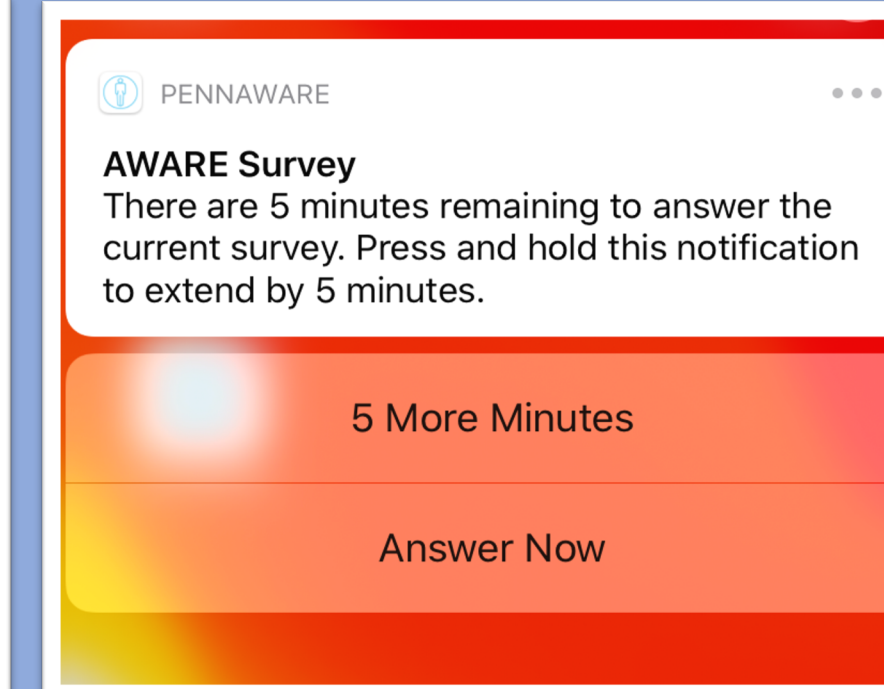 PENNAWARE
AWARE Survey
There are 5 minutes remaining to answer the
current survey. Press and hold this notification
to extend by 5 minutes.
5 More Minutes
Answer Now